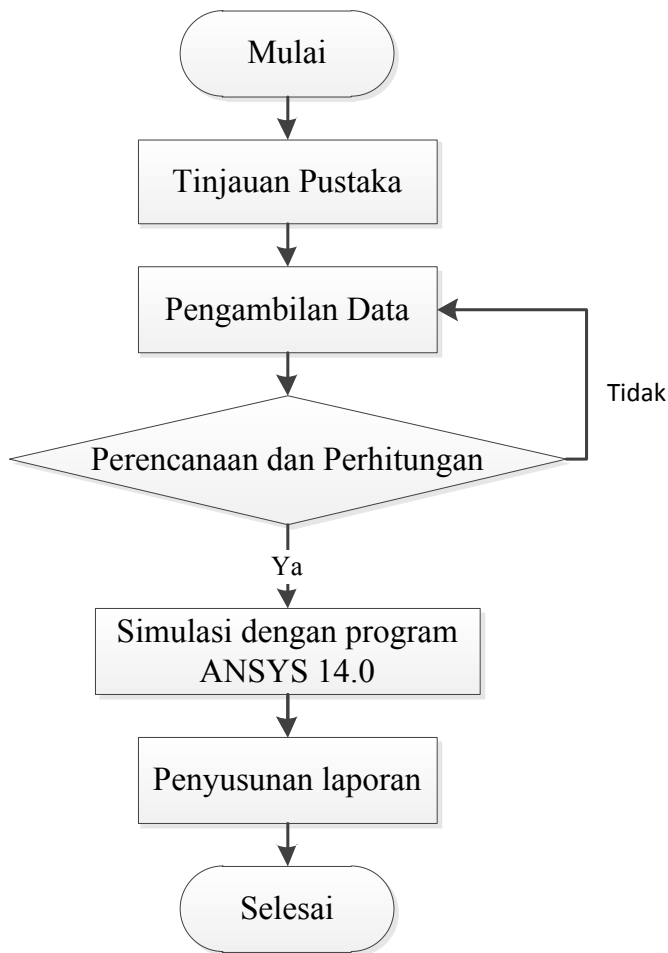 Mulai
Tinjauan Pustaka
Pengambilan Data
Tidak
Perencanaan dan Perhitungan
Ya
Simulasi dengan program
ANSYS 14.0
Penyusunan laporan
Selesai